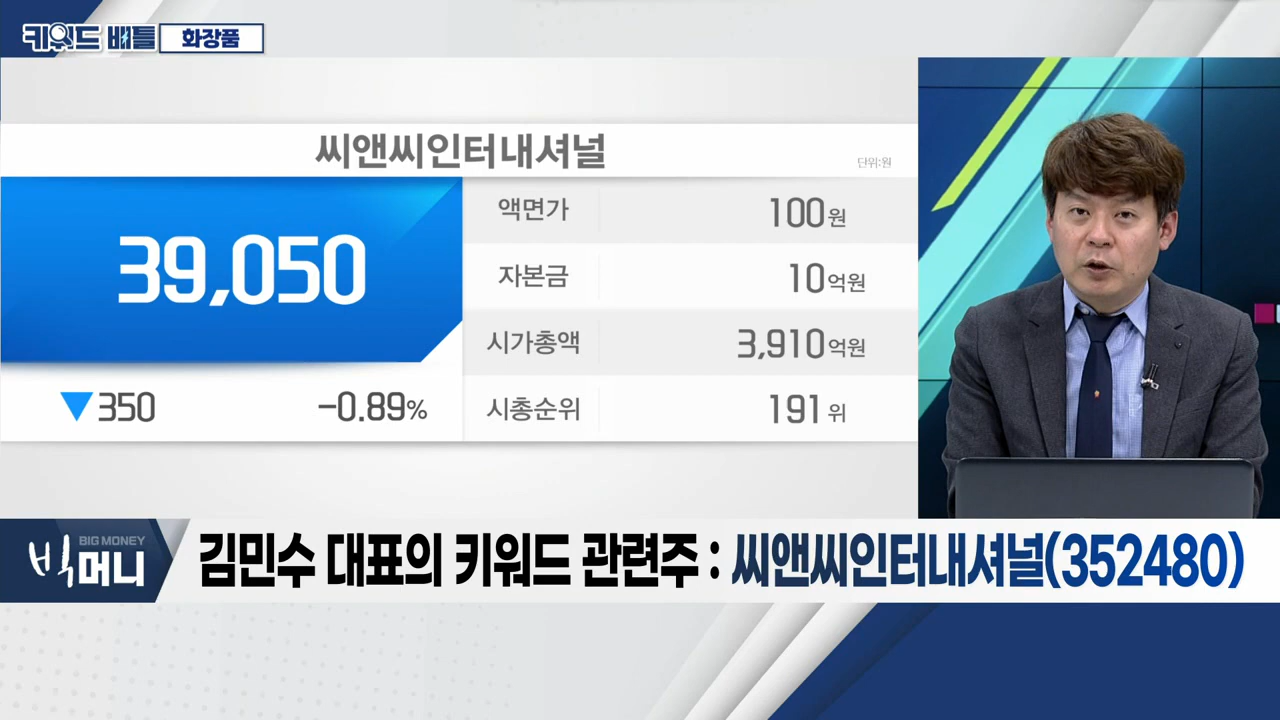 키워드 배틀 화장품
씨앤씨인터내셔널
단위:원
39,050
▼350 -0.89%
액면가 100원
자본금 10억원
시가총액 3,910억원
시총순위 191위
BIG MONEY
빅머니
김민수 대표의 키워드 관련주 : 씨앤씨인터내셔널(352480)